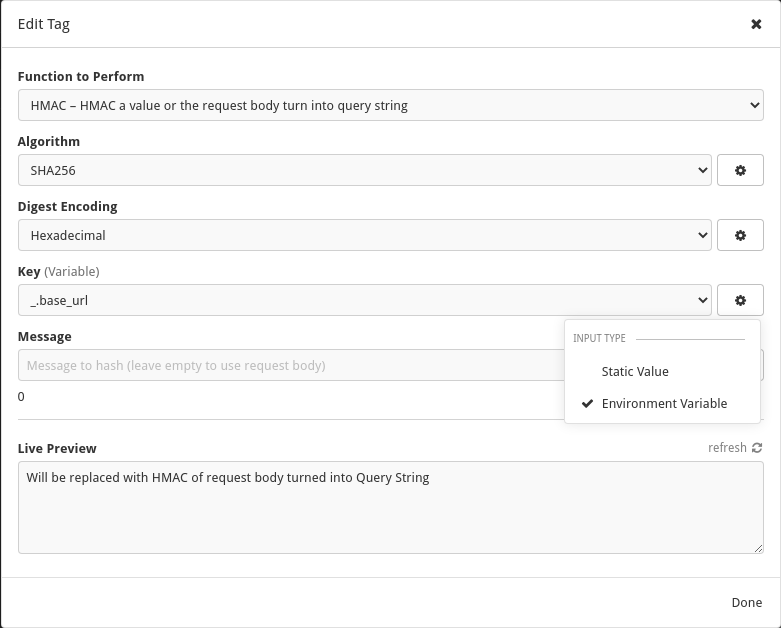 Edit Tag
Function to Perform
HMAC – HMAC a value or the request body turn into query string
Algorithm
SHA256
Digest Encoding
Hexadecimal
Key (Variable)
_.base_url
Message
INPUT TYPE
Message to hash (leave empty to use request body)
Static Value
0
Environment Variable
Live Preview
refresh
Will be replaced with HMAC of request body turned into Query String
Done